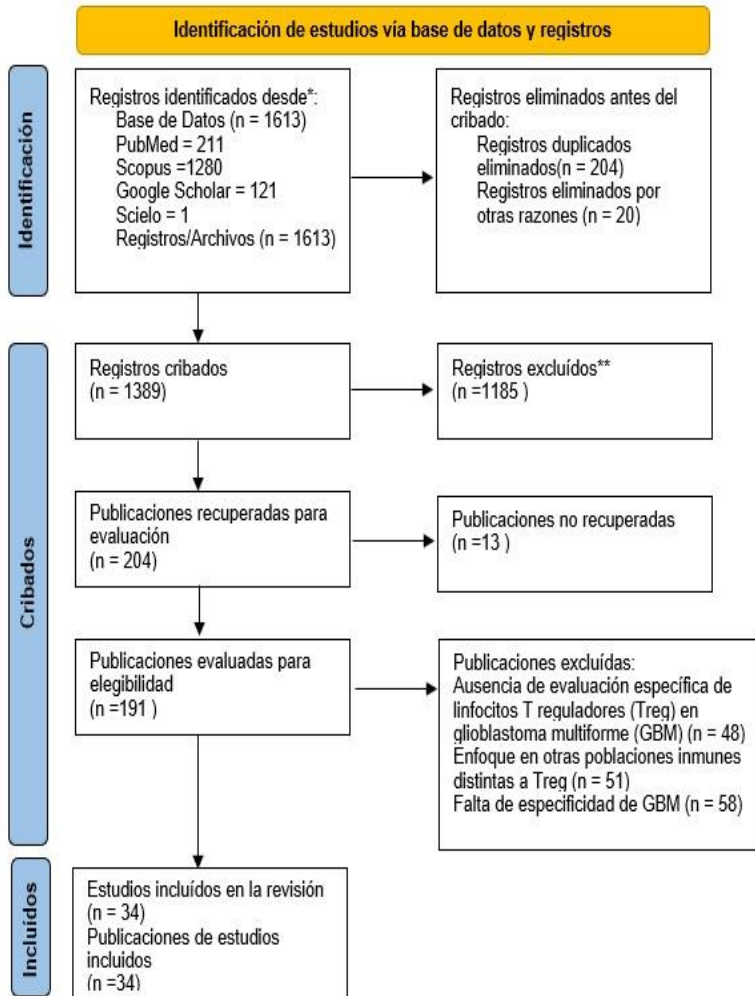 Identificación de estudios vía base de datos y registros
Identificación
Registros identificados desde*:
Base de Datos (n = 1613)
PubMed = 211
Scopus =1280
Google Scholar = 121
Scielo = 1
Registros/Archivos (n = 1613)
Registros eliminados antes del
cribado:
Registros duplicados
eliminados(n = 204)
Registros eliminados por
otras razones (n = 20)
Cribados
Registros cribados
(n = 1389)
Registros excluídos**
(n =1185 )
Publicaciones recuperadas para
evaluación
(n = 204)
Publicaciones no recuperadas
(n =13 )
Publicaciones evaluadas para
elegibilidad
(n =191 )
Publicaciones excluídas:
Ausencia de evaluación específica de
linfocitos T reguladores (Treg) en
glioblastoma multiforme (GBM) (n = 48)
Enfoque en otras poblaciones inmunes
distintas a Treg (n = 51)
Falta de especificidad de GBM (n = 58)
Incluídos
Estudios incluídos en la revisión
(n = 34)
Publicaciones de estudios
incluidos
(n =34)